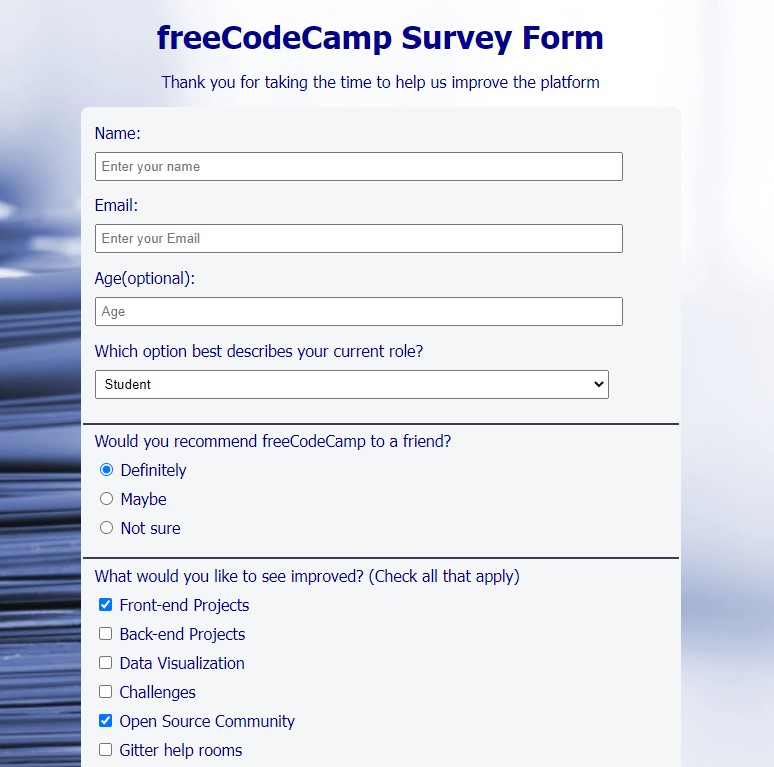 freeCodeCamp Survey Form
Thank you for taking the time to help us improve the platform
Name:
Enter your name
Email:
Enter your Email
Age(optional):
Age
Which option best describes your current role?
Student
Would you recommend freeCodeCamp to a friend?
Definitely
Maybe
Not sure
What would you like to see improved? (Check all that apply)
Front-end Projects
Back-end Projects
Data Visualization
Challenges
Open Source Community
Gitter help rooms